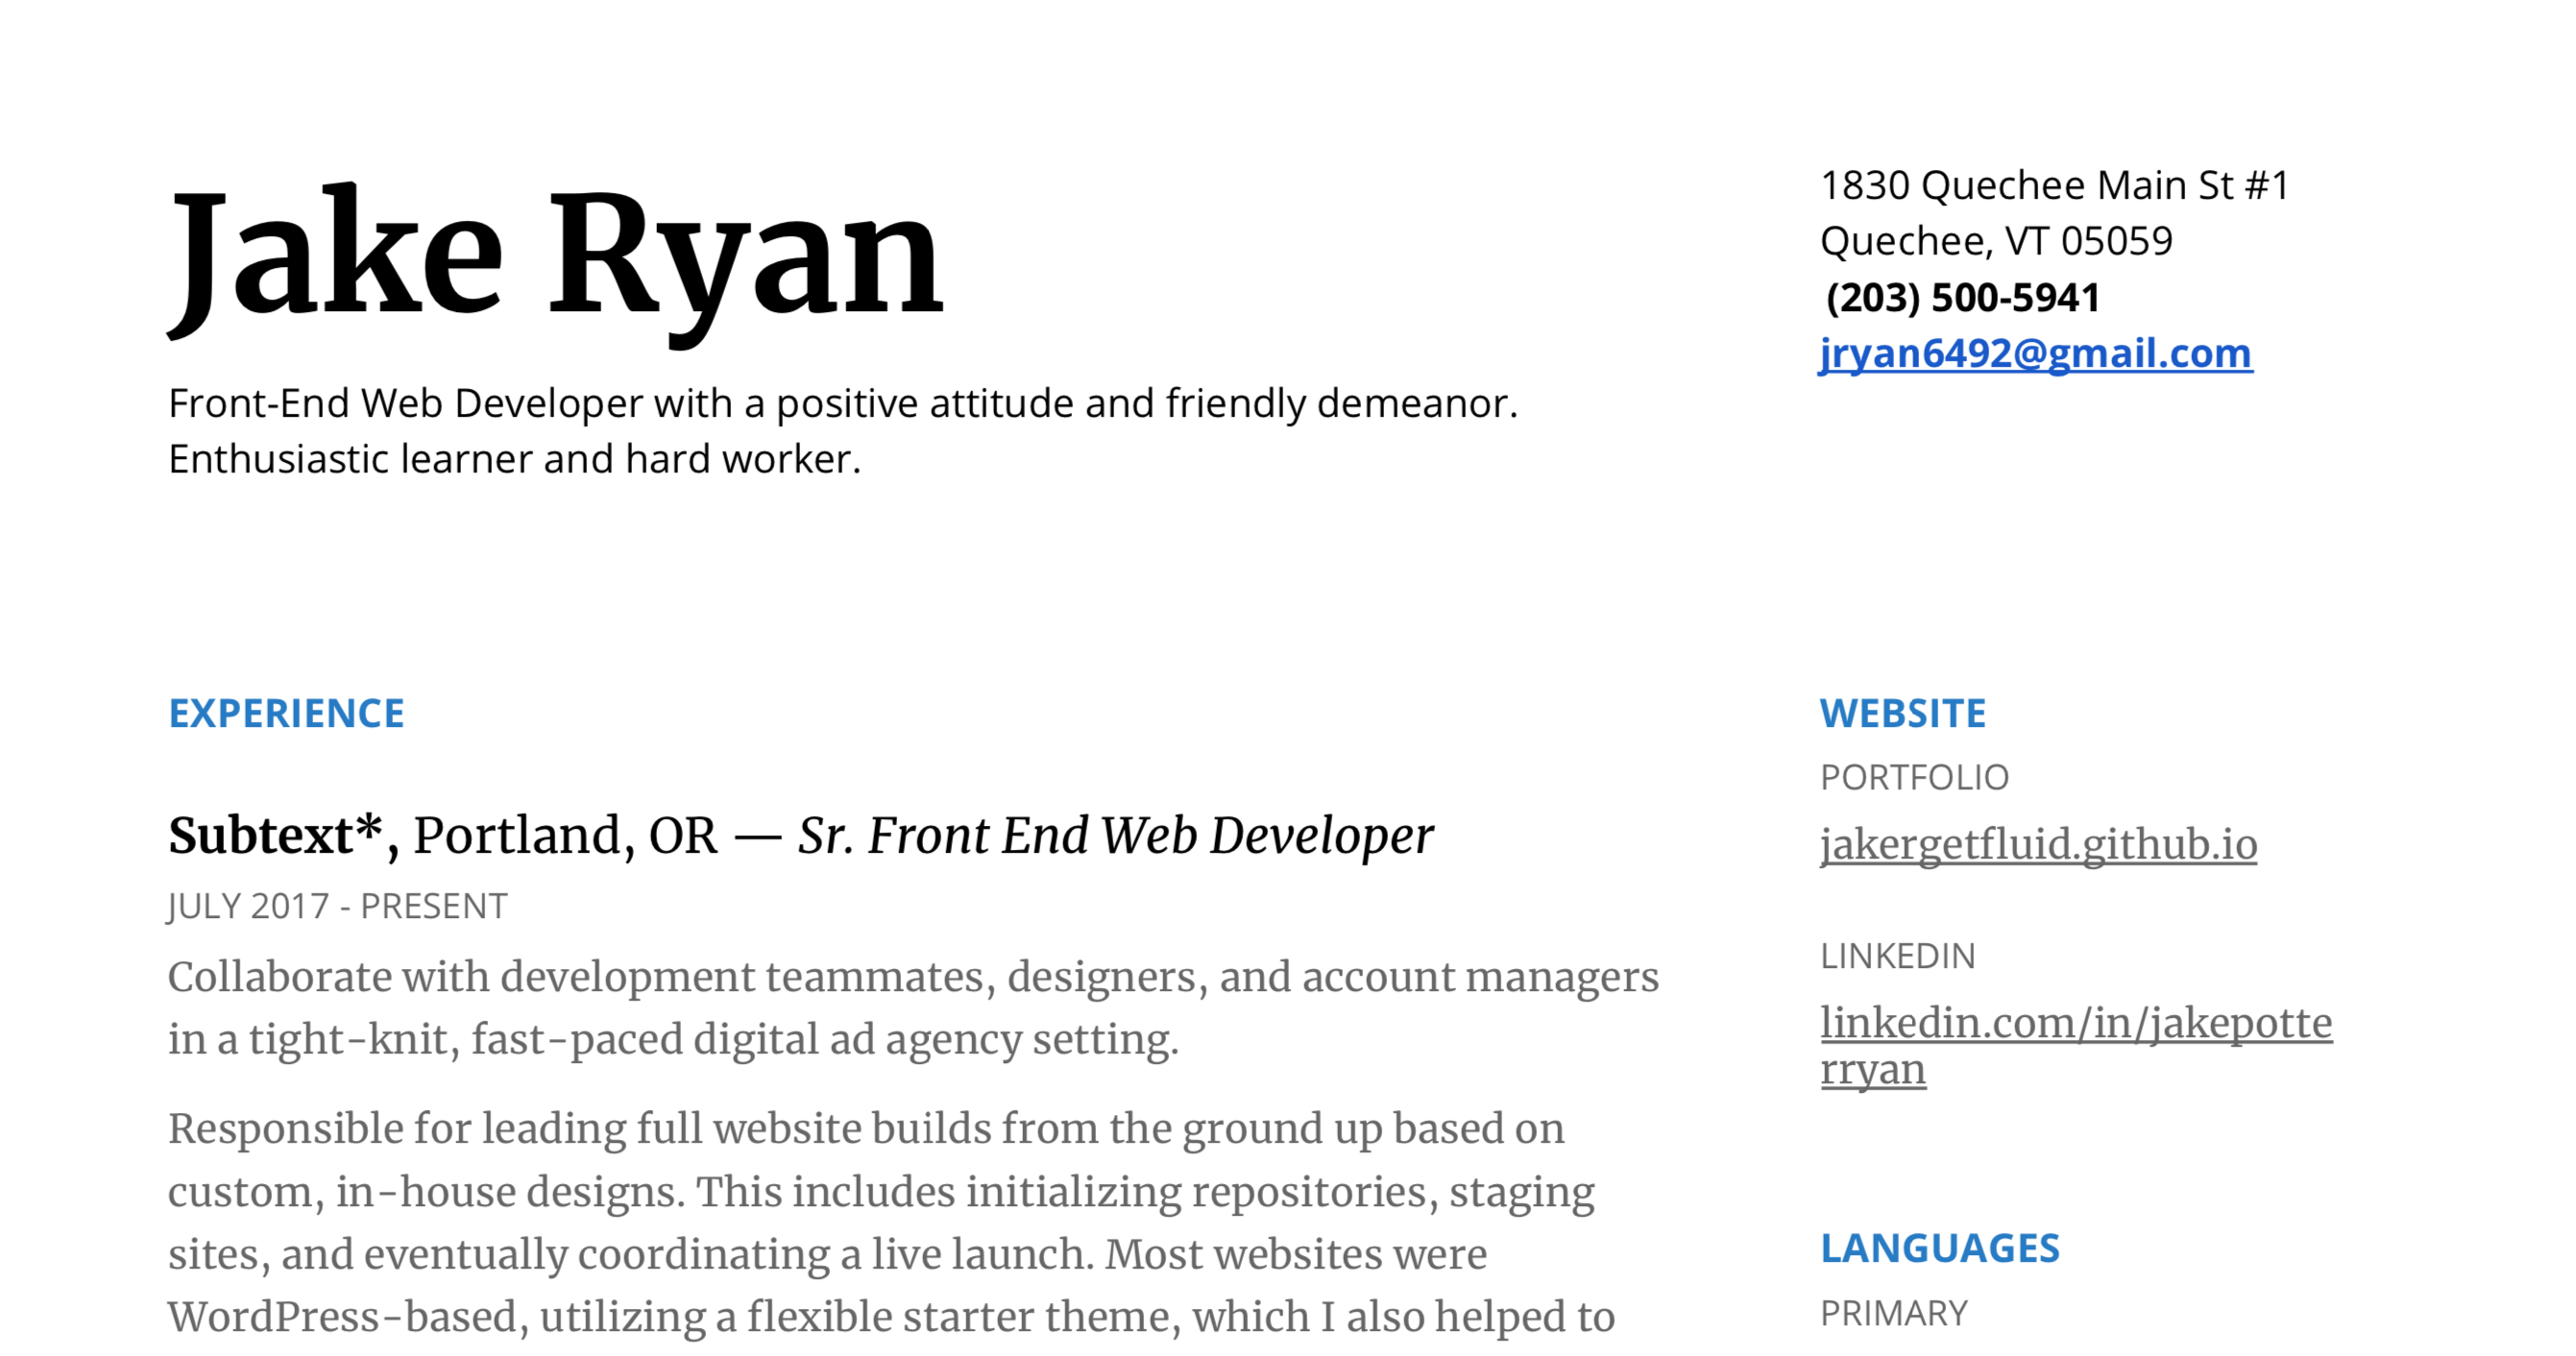 Jake Ryan
Front-End Web Developer with a positive attitude and friendly demeanor.
Enthusiastic learner and hard worker.
1830 Quechee Main St #1
Quechee, VT 05059
(203) 500-5941
jryan6492@gmail.com
EXPERIENCE
Subtext*, Portland, OR — Sr. Front End Web Developer
JULY 2017 - PRESENT
Collaborate with development teammates, designers, and account managers
in a tight-knit, fast-paced digital ad agency setting.
Responsible for leading full website builds from the ground up based on
custom, in-house designs. This includes initializing repositories, staging
sites, and eventually coordinating a live launch. Most websites were
WordPress-based, utilizing a flexible starter theme, which I also helped to
WEBSITE
PORTFOLIO
jakergetfluid.github.io
LINKEDIN
linkedin.com/in/jakepotte
rryan
LANGUAGES
PRIMARY